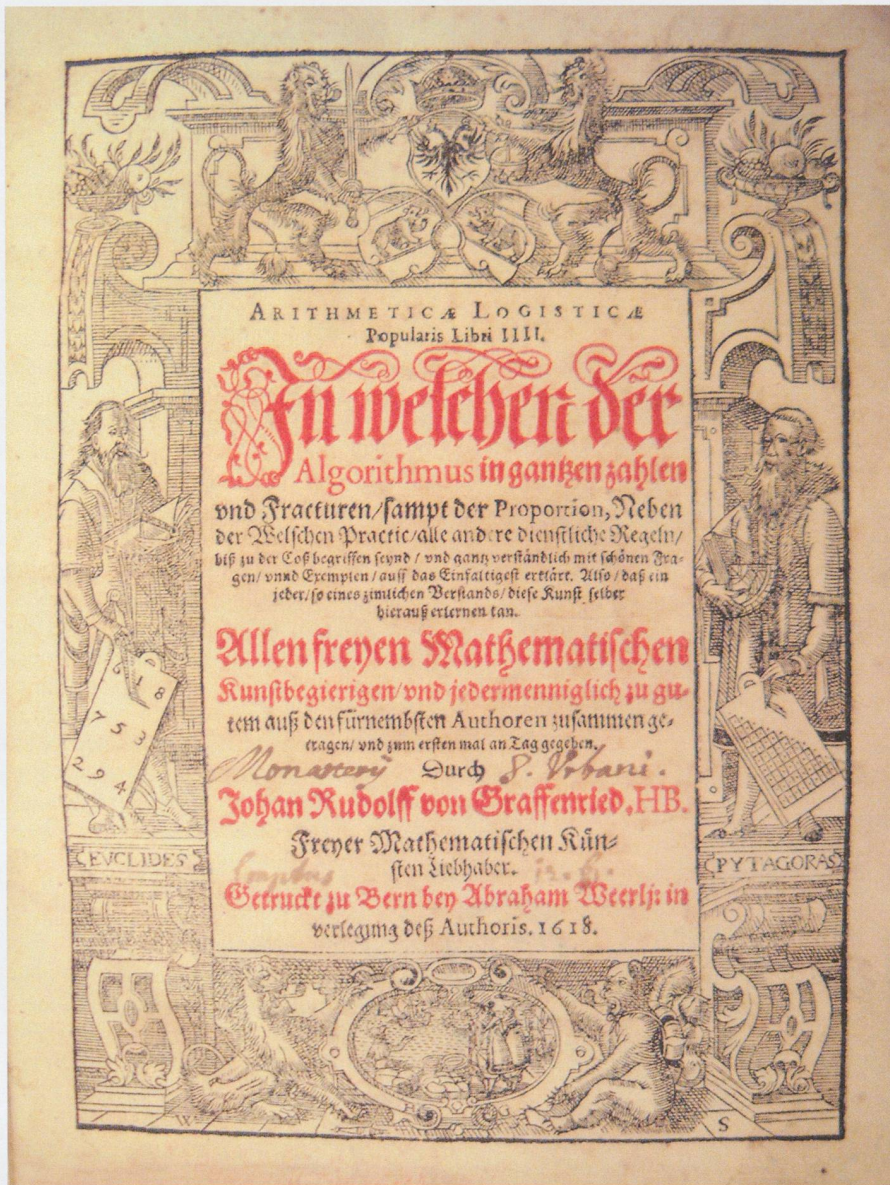 ARITHMETICÆ LOGISTICÆ
Popularis Libri IIII.
In welchen der
Algorithmus in gantzen zahlen
vnd Fracturen/sampt der Proportion, Neben
der Welschen Practic/alle andere dienstliche Regeln/
biß zu der Coß begriffen seynd/vnd gantz verständlich mit schönen Fra-
gen/vnnd Exemplen/auff das Einfaltigest erklärt. Also/daß ein
jeder/so eines zimlichen Verstands/diese Kunst selber
hierauß erlernen kan.
Allen freyen Mathematischen
Kunstbegierigen/vnd jedermenniglich zu gu-
tem auß den fürnembsten Authoren zusammen ge-
tragen/vnd zum ersten mal an Tag gegeben.
Monasterij Durch S. Vrbani.
Johan Rudolff von Graffenried, HB.
Freyer Mathematischen Kün-
sten Liebhaber.
Getruckt zu Bern bey Abraham Weerlj: in
verlegung deß Authoris. 1618.
6 1 8
7 5 3
2 9 4
EVCLIDES
PYTAGORAS
S